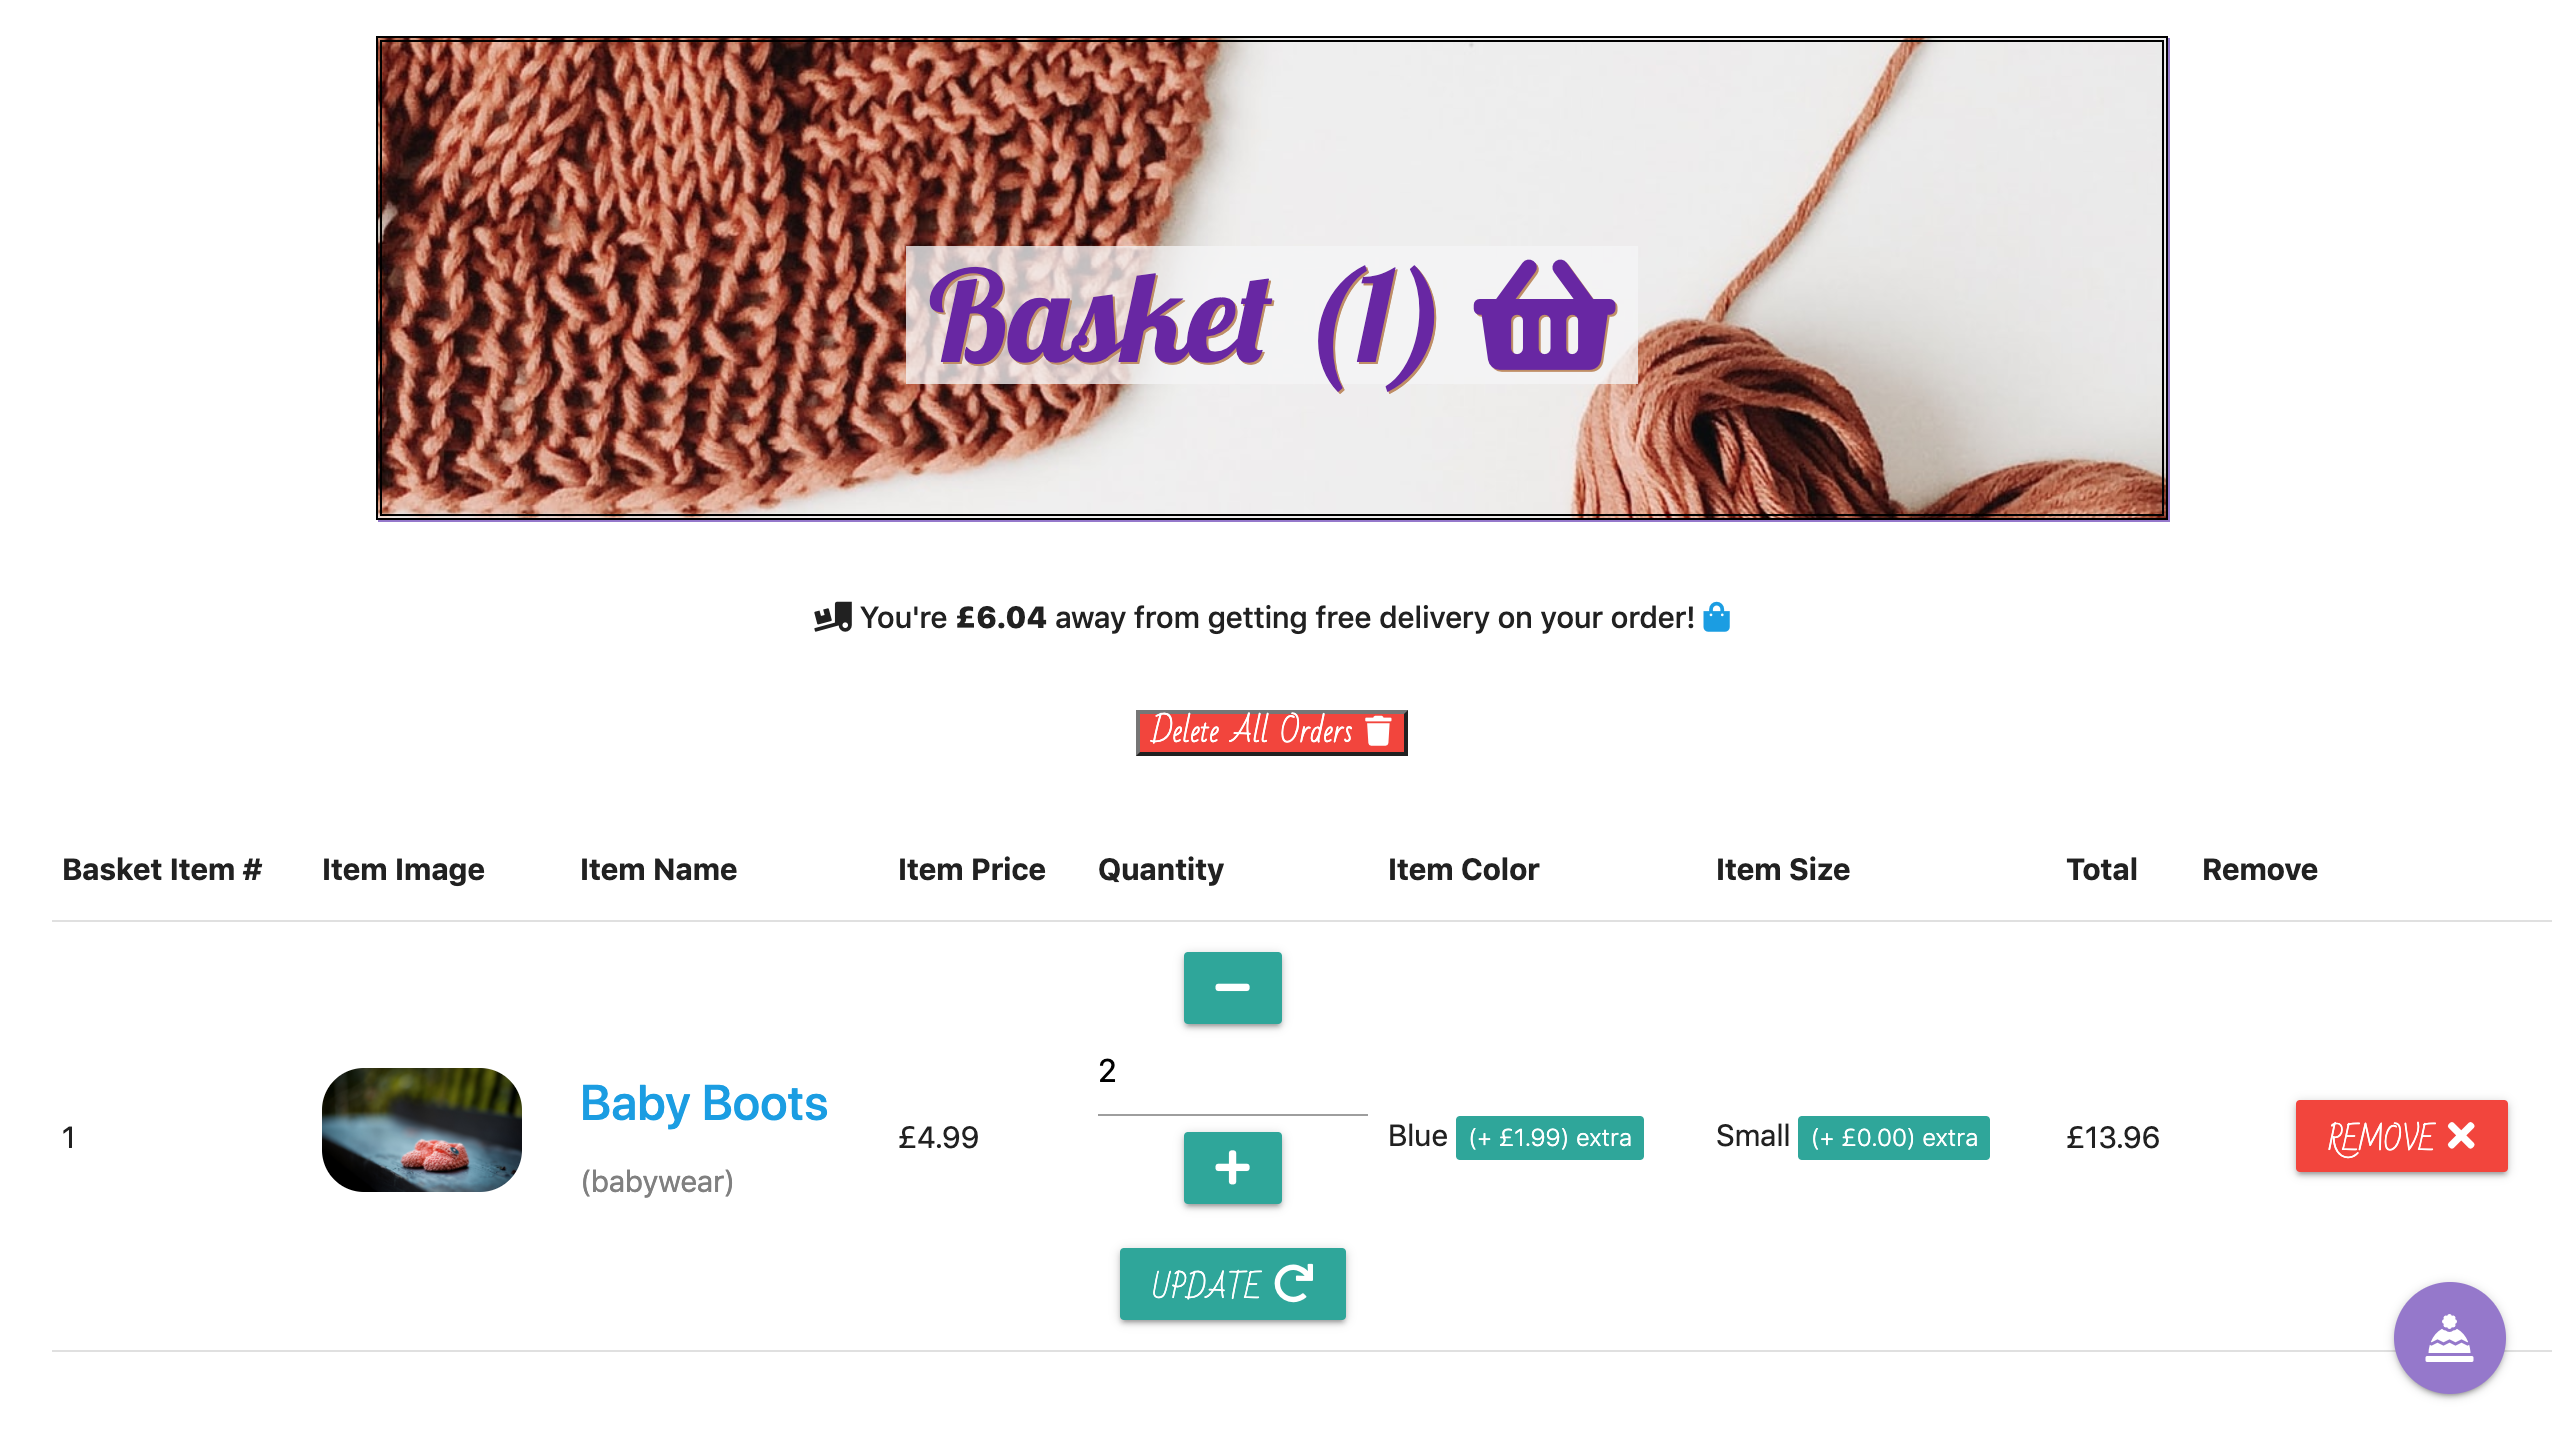 Basket (1)
You're £6.04 away from getting free delivery on your order!
Delete All Orders
Basket Item # Item Image Item Name Item Price Quantity Item Color Item Size Total Remove
1 Baby Boots (babywear) £4.99 2 Blue (+ £1.99) extra Small (+ £0.00) extra £13.96 REMOVE
UPDATE